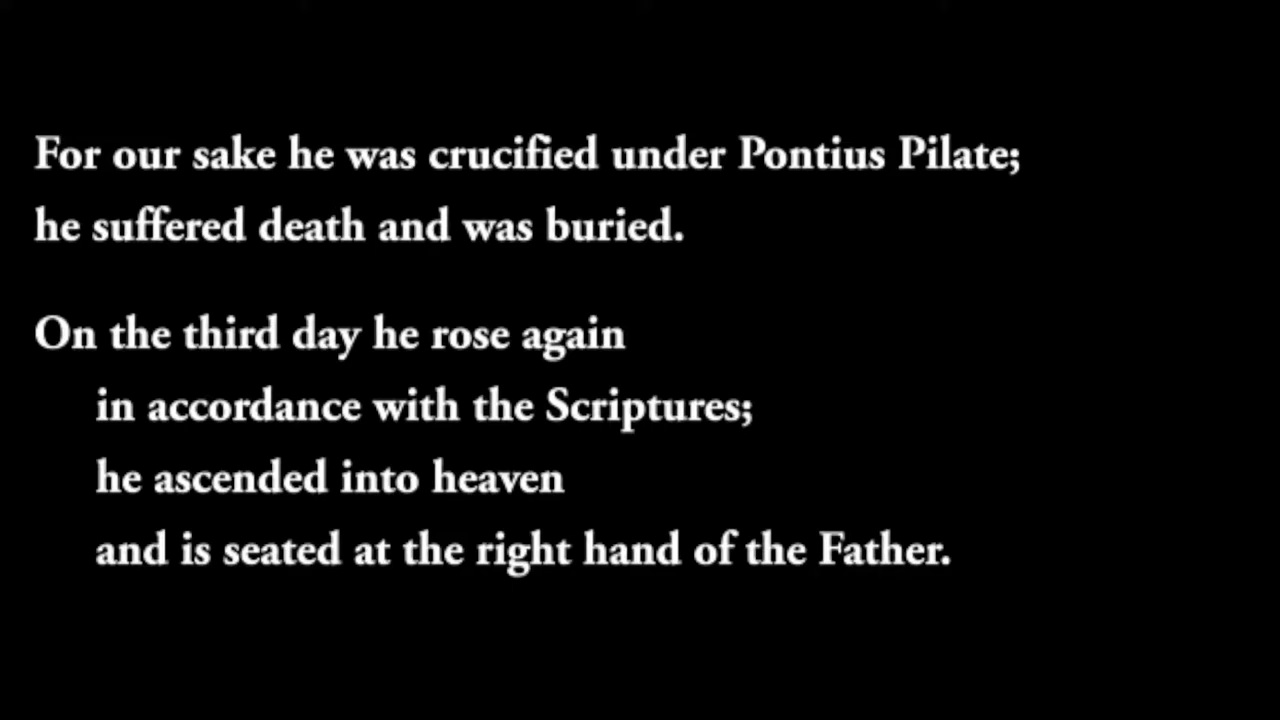 For our sake he was crucified under Pontius Pilate;
he suffered death and was buried.
On the third day he rose again
in accordance with the Scriptures;
he ascended into heaven
and is seated at the right hand of the Father.